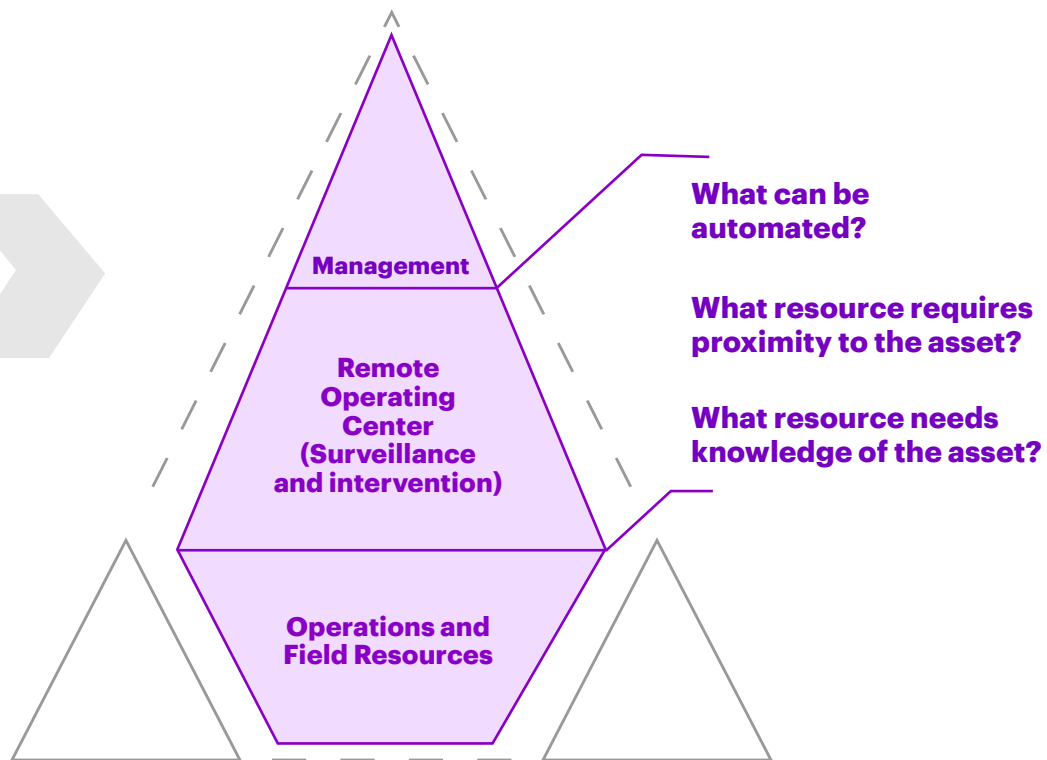 Management
Remote
Operating
Center
(Surveillance
and intervention)
Operations and
Field Resources
What can be
automated?
What resource requires
proximity to the asset?
What resource needs
knowledge of the asset?